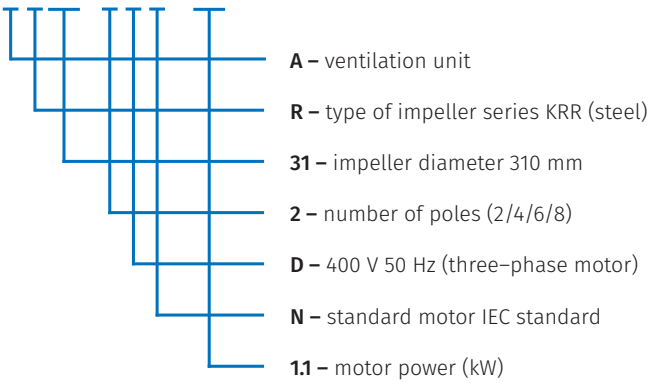 A – ventilation unit
R – type of impeller series KRR (steel)
31 – impeller diameter 310 mm
2 – number of poles (2/4/6/8)
D – 400 V 50 Hz (three–phase motor)
N – standard motor IEC standard
1.1 – motor power (kW)